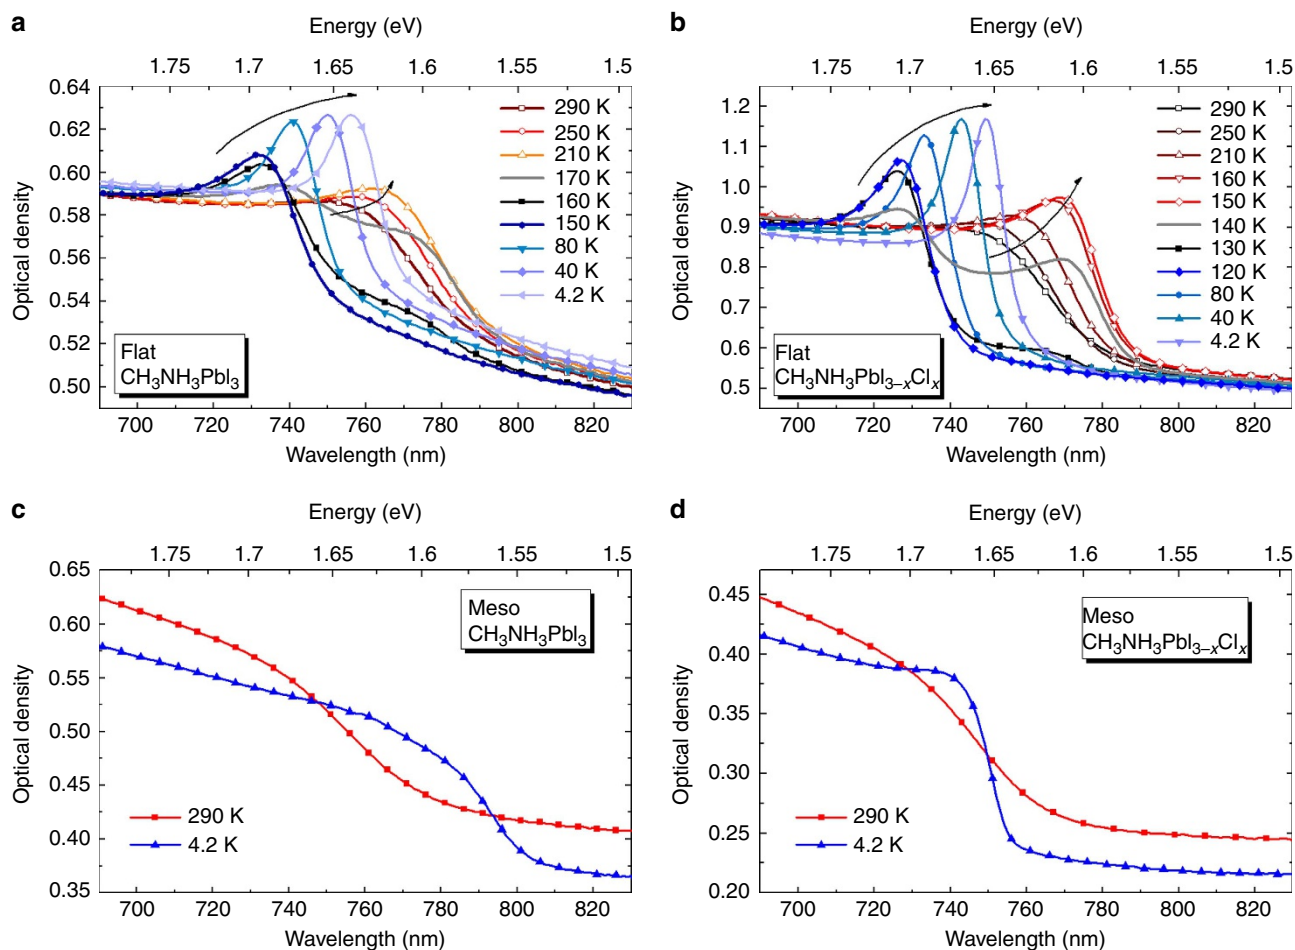 a
Energy (eV)
1.75 1.7 1.65 1.6 1.55 1.5
0.64
0.62
0.60
0.58
0.56
0.54
0.52
0.50
Optical density
290 K
250 K
210 K
170 K
160 K
150 K
80 K
40 K
4.2 K
Flat
CH₃NH₃PbI₃
700 720 740 760 780 800 820
Wavelength (nm)
b
Energy (eV)
1.75 1.7 1.65 1.6 1.55 1.5
1.2
1.1
1.0
0.9
0.8
0.7
0.6
0.5
Optical density
290 K
250 K
210 K
160 K
150 K
140 K
130 K
120 K
80 K
40 K
4.2 K
Flat
CH₃NH₃PbI₃₋ₓClₓ
700 720 740 760 780 800 820
Wavelength (nm)
c
Energy (eV)
1.75 1.7 1.65 1.6 1.55 1.5
0.65
0.60
0.55
0.50
0.45
0.40
0.35
Optical density
Meso
CH₃NH₃PbI₃
290 K
4.2 K
700 720 740 760 780 800 820
Wavelength (nm)
d
Energy (eV)
1.75 1.7 1.65 1.6 1.55 1.5
0.45
0.40
0.35
0.30
0.25
0.20
Optical density
Meso
CH₃NH₃PbI₃₋ₓClₓ
290 K
4.2 K
700 720 740 760 780 800 820
Wavelength (nm)